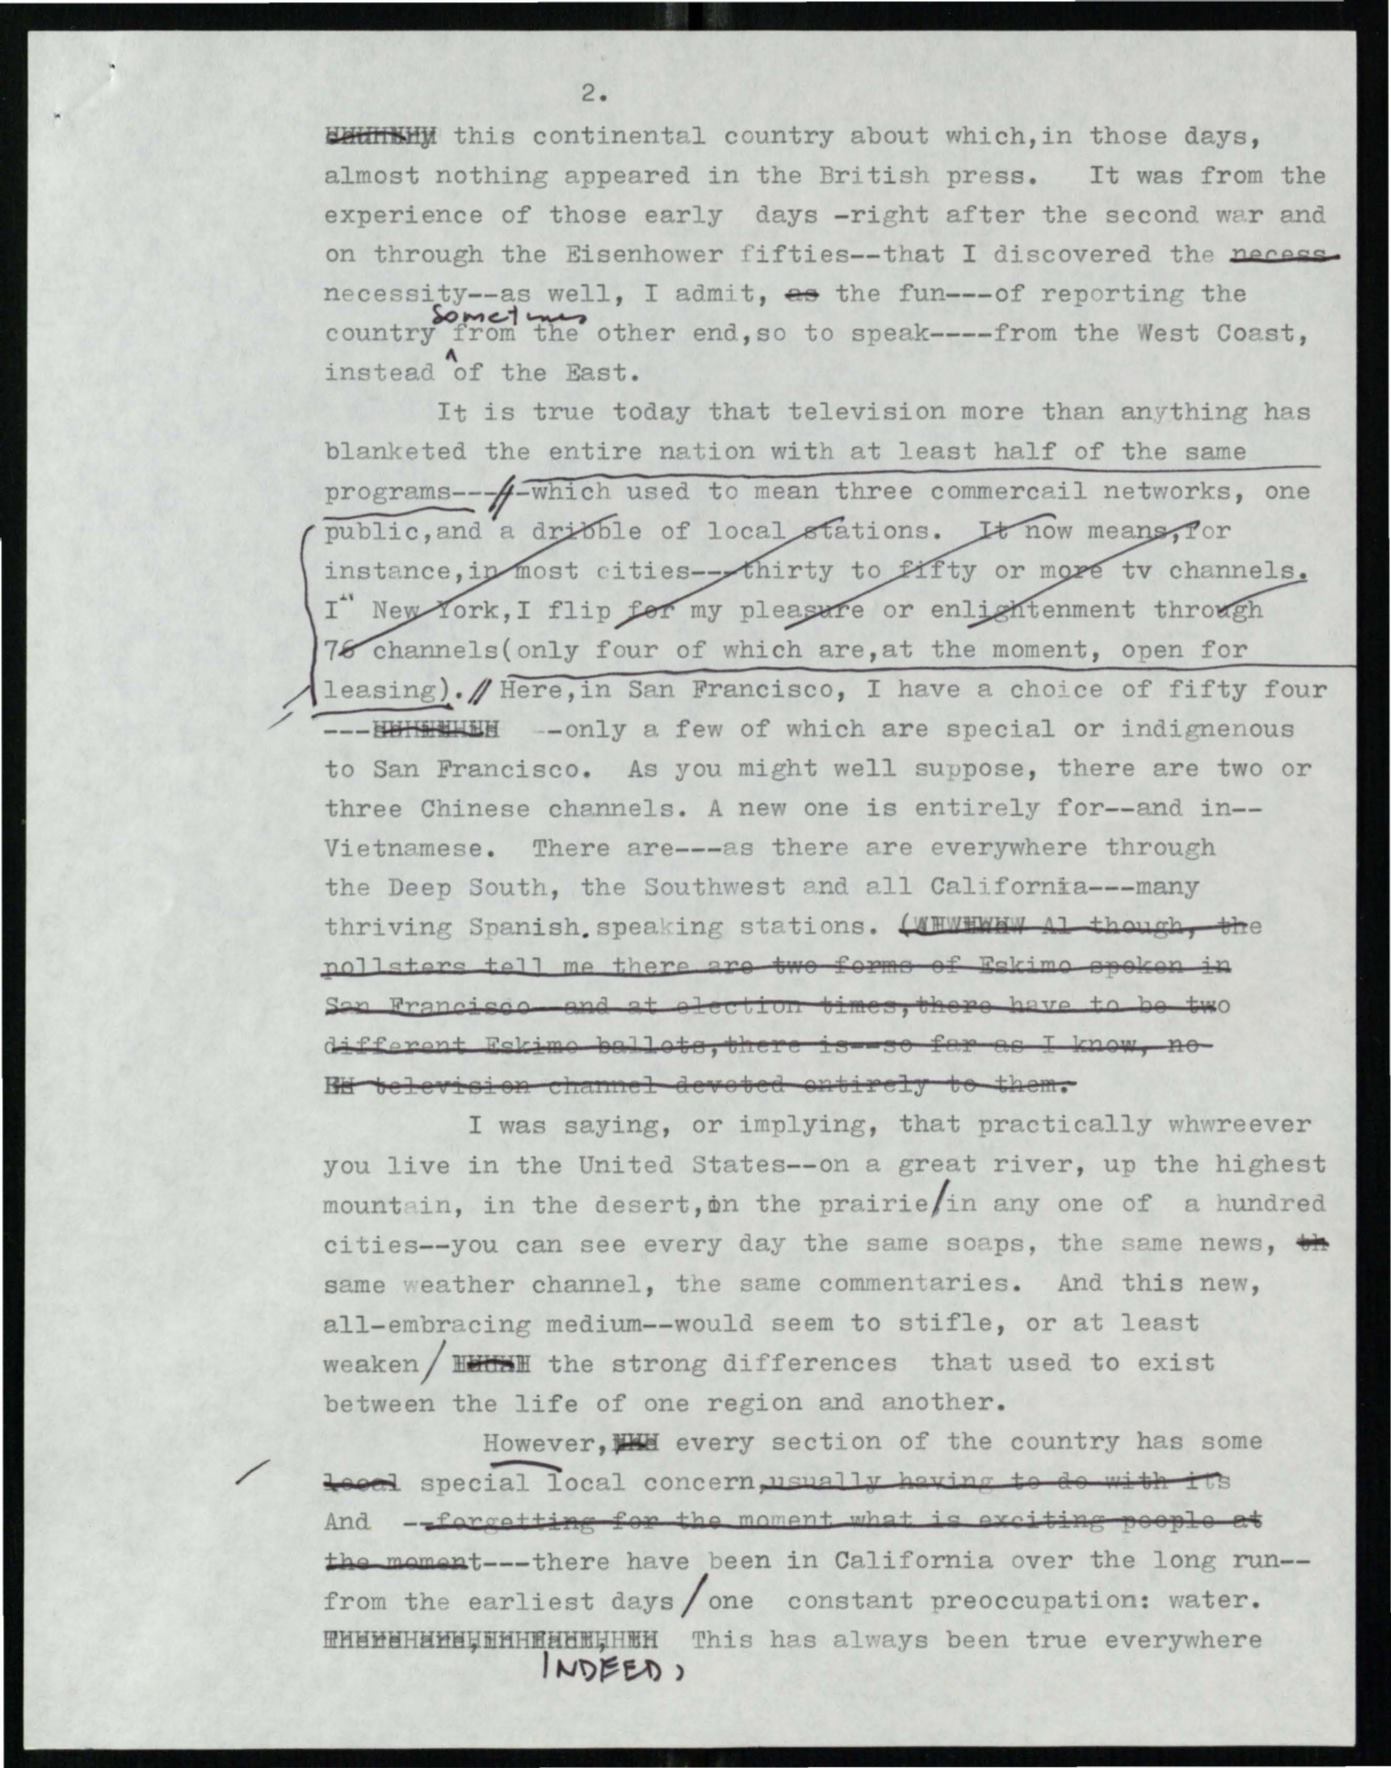 2.
this continental country about which,in those days,
almost nothing appeared in the British press.   It was from the
experience of those early  days -right after the second war and
on through the Eisenhower fifties--that I discovered the necess
necessity--as well, I admit, as the fun---of reporting the
Sometimes
country from the other end,so to speak----from the West Coast,
instead of the East.
It is true today that television more than anything has
blanketed the entire nation with at least half of the same
programs----which used to mean three commercail networks, one
public,and a dribble of local stations.  It now means,for
instance,in most cities---thirty to fifty or more tv channels.
I" New York,I flip for my pleasure or enlightenment through
76 channels(only four of which are,at the moment, open for
leasing).// Here,in San Francisco, I have a choice of fifty four
---   --only a few of which are special or indignenous
to San Francisco.  As you might well suppose, there are two or
three Chinese channels. A new one is entirely for--and in--
Vietnamese.  There are---as there are everywhere through
the Deep South, the Southwest and all California---many
thriving Spanish.speaking stations. ( Al though, the
pollsters tell me there are two forms of Eskimo spoken in
San Francisco--and at election times,there have to be two
different Eskimo ballots,there is--so far as I know, no
television channel devoted entirely to them.
I was saying, or implying, that practically whwreever
you live in the United States--on a great river, up the highest
mountain, in the desert,on the prairie/in any one of  a hundred
cities--you can see every day the same soaps, the same news, th
same weather channel, the same commentaries.  And this new,
all-embracing medium--would seem to stifle, or at least
weaken/ the strong differences  that used to exist
between the life of one region and another.
However, every section of the country has some
local special local concern,usually having to do with its
And  --forgetting for the moment what is exciting people at
the moment---there have been in California over the long run--
from the earliest days/one  constant preoccupation: water.
There are,in fact, This has always been true everywhere
INDEED,